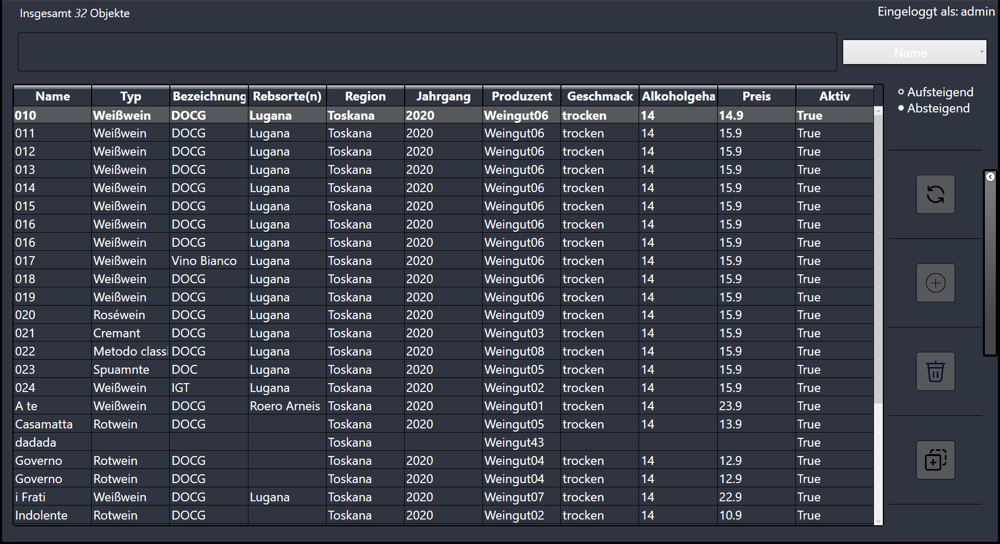 Insgesamt 32 Objekte
Eingeloggt als: admin
Name
Name Typ Bezeichnung Rebsorte(n) Region Jahrgang Produzent Geschmack Alkoholgeha Preis Aktiv
Aufsteigend
Absteigend
010 Weißwein DOCG Lugana Toskana 2020 Weingut06 trocken 14 14.9 True
011 Weißwein DOCG Lugana Toskana 2020 Weingut06 trocken 14 15.9 True
012 Weißwein DOCG Lugana Toskana 2020 Weingut06 trocken 14 15.9 True
013 Weißwein DOCG Lugana Toskana 2020 Weingut06 trocken 14 15.9 True
014 Weißwein DOCG Lugana Toskana 2020 Weingut06 trocken 14 15.9 True
015 Weißwein DOCG Lugana Toskana 2020 Weingut06 trocken 14 15.9 True
016 Weißwein DOCG Lugana Toskana 2020 Weingut06 trocken 14 15.9 True
016 Weißwein DOCG Lugana Toskana 2020 Weingut06 trocken 14 15.9 True
017 Weißwein Vino Bianco Lugana Toskana 2020 Weingut06 trocken 14 15.9 True
018 Weißwein DOCG Lugana Toskana 2020 Weingut06 trocken 14 15.9 True
019 Weißwein DOCG Lugana Toskana 2020 Weingut06 trocken 14 15.9 True
020 Roséwein DOCG Lugana Toskana 2020 Weingut09 trocken 14 15.9 True
021 Cremant DOCG Lugana Toskana 2020 Weingut03 trocken 14 15.9 True
022 Metodo classi DOCG Lugana Toskana 2020 Weingut08 trocken 14 15.9 True
023 Spuamnte DOC Lugana Toskana 2020 Weingut05 trocken 14 15.9 True
024 Weißwein IGT Lugana Toskana 2020 Weingut02 trocken 14 15.9 True
A te Weißwein DOCG Roero Arneis Toskana 2020 Weingut01 trocken 14 23.9 True
Casamatta Rotwein DOCG Toskana 2020 Weingut05 trocken 14 13.9 True
dadada Toskana Weingut43 True
Governo Rotwein DOCG Toskana 2020 Weingut04 trocken 14 12.9 True
Governo Rotwein DOCG Toskana 2020 Weingut04 trocken 14 12.9 True
i Frati Weißwein DOCG Lugana Toskana 2020 Weingut07 trocken 14 22.9 True
Indolente Rotwein DOCG Toskana 2020 Weingut02 trocken 14 10.9 True